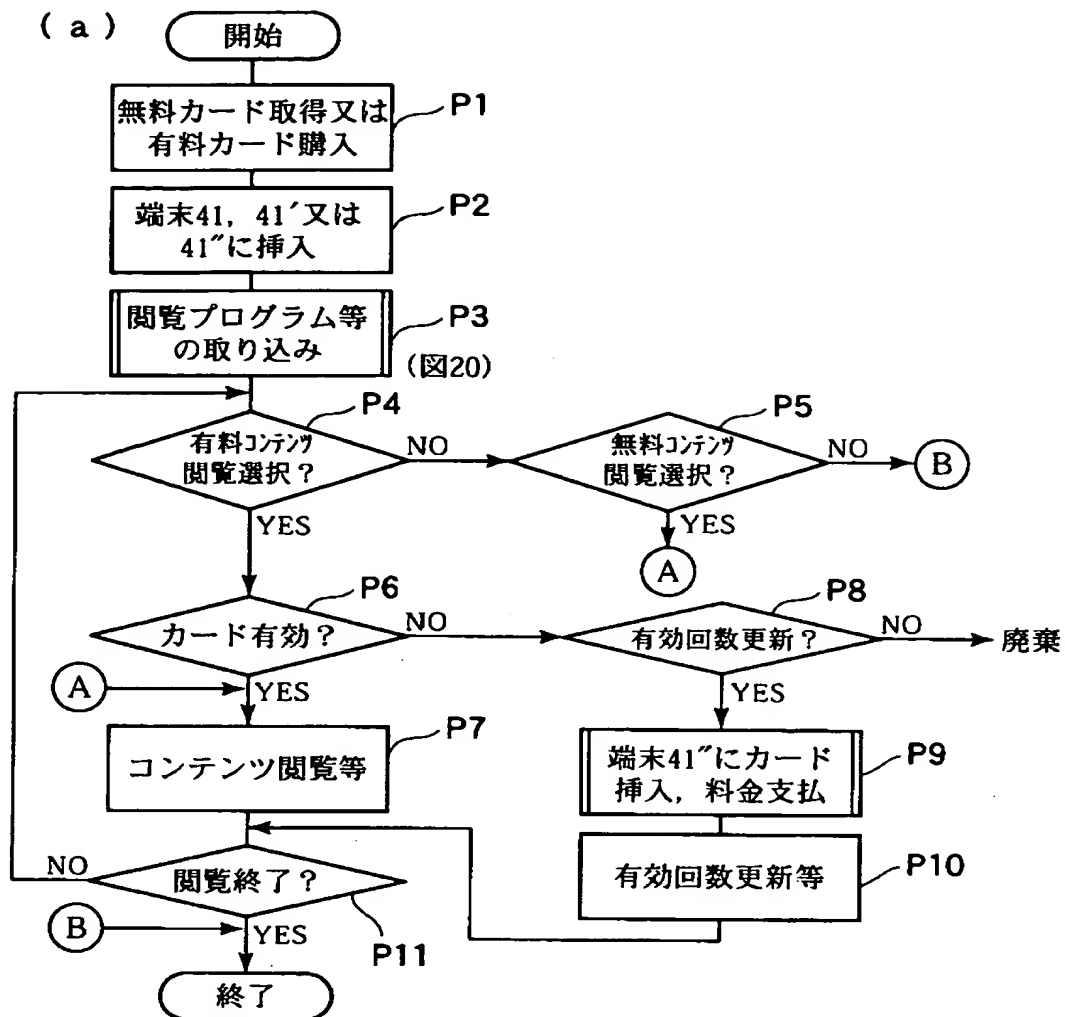 (a)
開始
無料カード取得又は
有料カード購入
P1
端末41, 41′又は
41″に挿入
P2
閲覧プログラム等
の取り込み
P3
(図20)
P4
有料コンテンツ
閲覧選択?
NO
YES
P5
無料コンテンツ
閲覧選択?
NO
B
YES
A
P6
カード有効?
NO
P8
有効回数更新?
NO
廃棄
A
YES
YES
コンテンツ閲覧等
P7
端末41″にカード
挿入, 料金支払
P9
有効回数更新等
P10
NO
閲覧終了?
P11
B
YES
終了